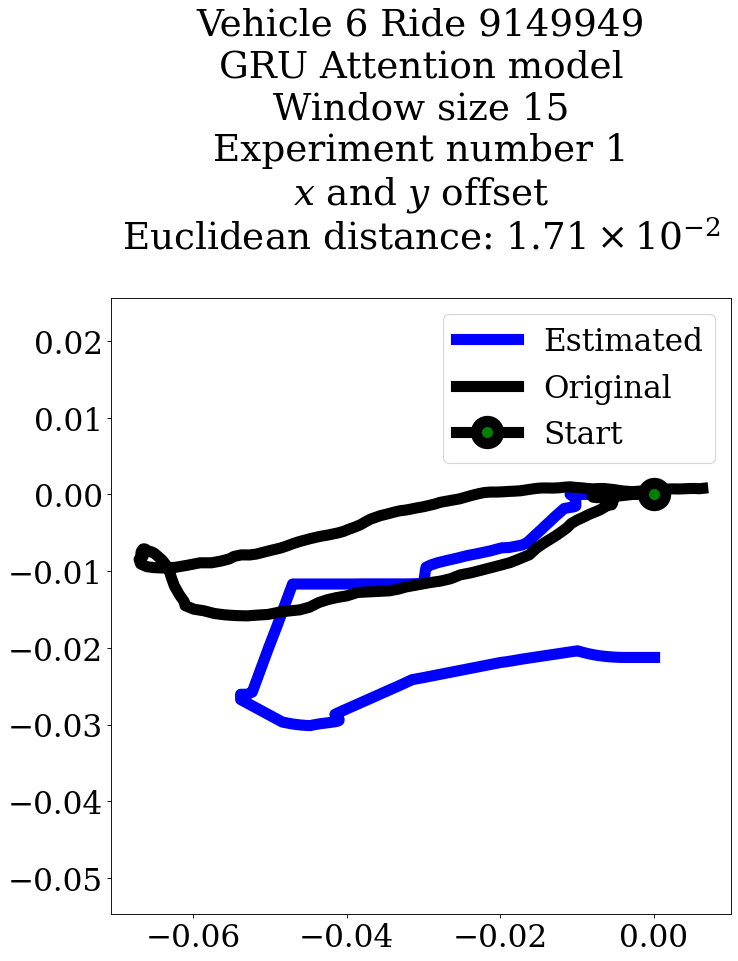 Vehicle 6 Ride 9149949
GRU Attention model
Window size 15
Experiment number 1
x and y offset
Euclidean distance: 1.71 × 10⁻²
Estimated
Original
Start
0.02
0.01
0.00
−0.01
−0.02
−0.03
−0.04
−0.05
−0.06 −0.04 −0.02 0.00